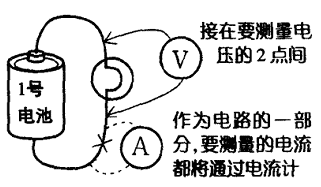 接在要测量电
压的2点间
V
1号
电池
作为电路的一部
分,要测量的电流
都将通过电流计
A